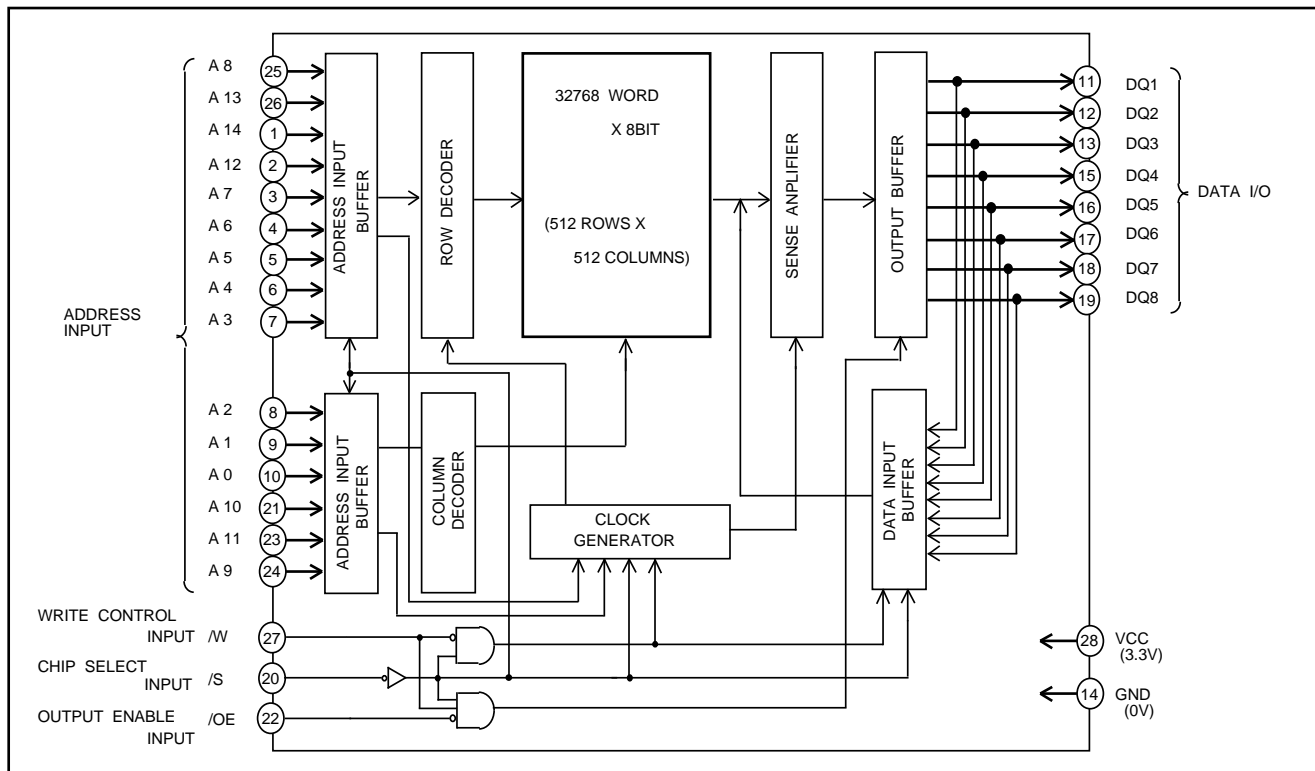 A 8
25
A 13
26
A 14
1
A 12
2
A 7
3
A 6
4
A 5
5
A 4
6
A 3
7
ADDRESS
INPUT
A 2
8
A 1
9
A 0
10
A 10
21
A 11
23
A 9
24
ADDRESS INPUT
BUFFER
ROW DECODER
32768 WORD
X 8BIT
(512 ROWS X
512 COLUMNS)
SENSE ANPLIFIER
OUTPUT BUFFER
11
DQ1
12
DQ2
13
DQ3
15
DQ4
16
DQ5
17
DQ6
18
DQ7
19
DQ8
DATA I/O
ADDRESS INPUT
BUFFER
COLUMN
DECODER
CLOCK
GENERATOR
DATA INPUT
BUFFER
WRITE CONTROL
INPUT /W
27
CHIP SELECT
INPUT /S
20
OUTPUT ENABLE /OE
INPUT
22
28
VCC
(3.3V)
14
GND
(0V)